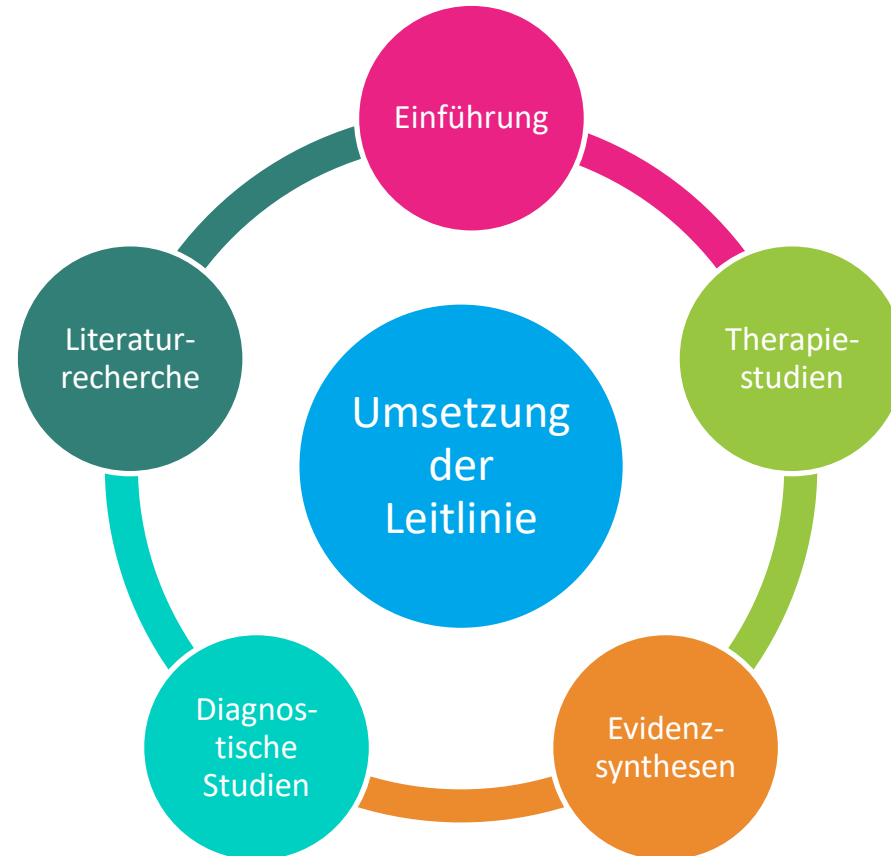 Einführung
Therapie-
studien
Evidenz-
synthesen
Diagnos-
tische
Studien
Literatur-
recherche
Umsetzung
der
Leitlinie